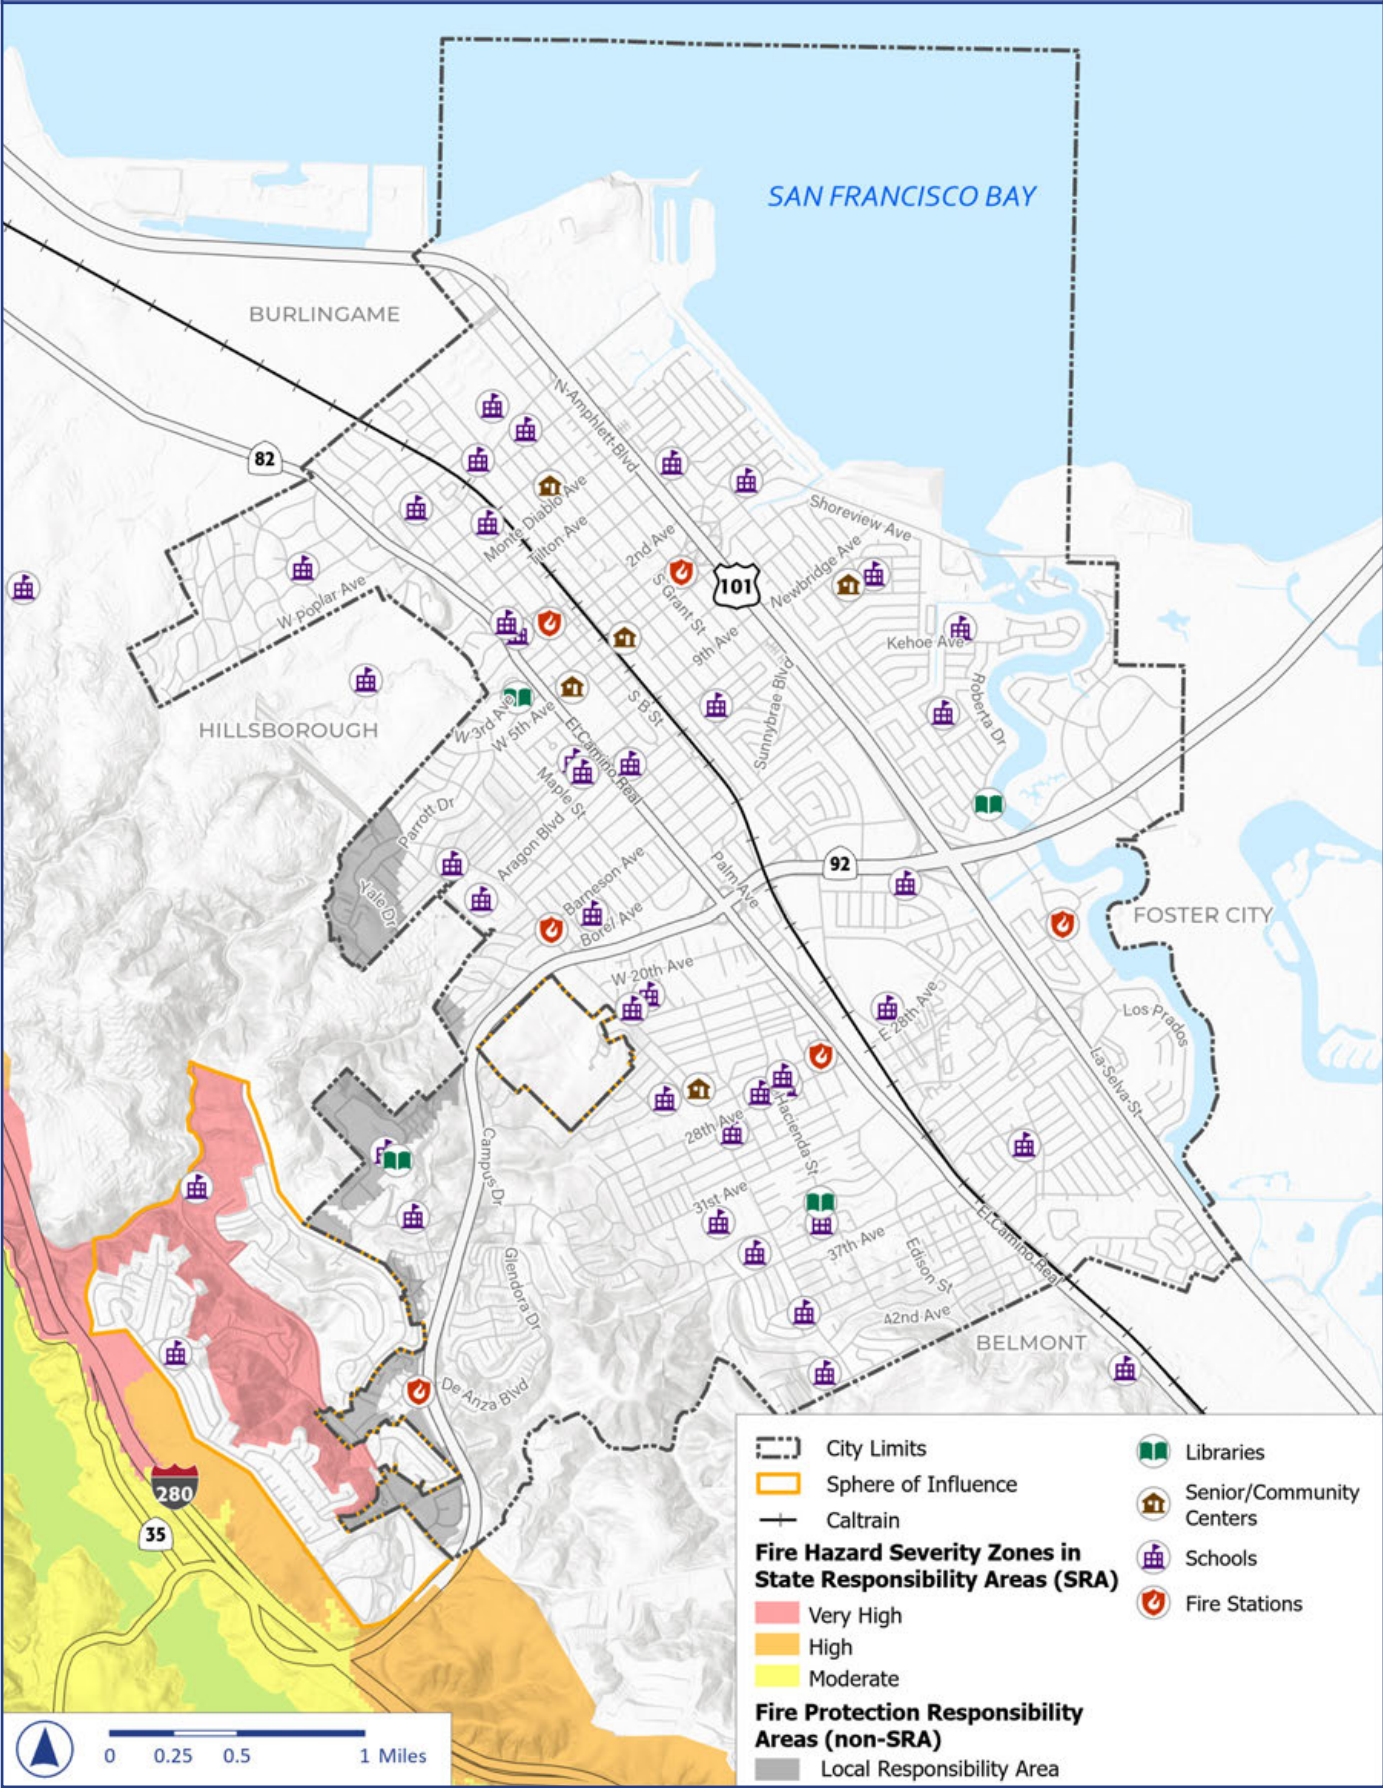 SAN FRANCISCO BAY
BURLINGAME
N Amphlett Blvd
82
Monte Diablo Ave
Tilton Ave
2nd Ave
S Grant St
9th Ave
101
Shoreview Ave
Newbridge Ave
Kehoe Ave
Roberta Dr
W Poplar Ave
HILLSBOROUGH
W 3rd Ave
W 5th Ave
S B St
Sunnybrae Blvd
El Camino Real
Maple St
Parrott Dr
Aragon Blvd
Barneson Ave
Borel Ave
Palm Ave
92
Yale Dr
FOSTER CITY
W 20th Ave
E 28th Ave
Los Prados
La Selva St
Campus Dr
28th Ave
Hacienda St
31st Ave
37th Ave
Edison St
El Camino Real
Glendora Dr
42nd Ave
BELMONT
De Anza Blvd
280
35
City Limits
Sphere of Influence
Caltrain
Fire Hazard Severity Zones in
State Responsibility Areas (SRA)
Very High
High
Moderate
Fire Protection Responsibility
Areas (non-SRA)
Local Responsibility Area
Libraries
Senior/Community
Centers
Schools
Fire Stations
0 0.25 0.5 1 Miles